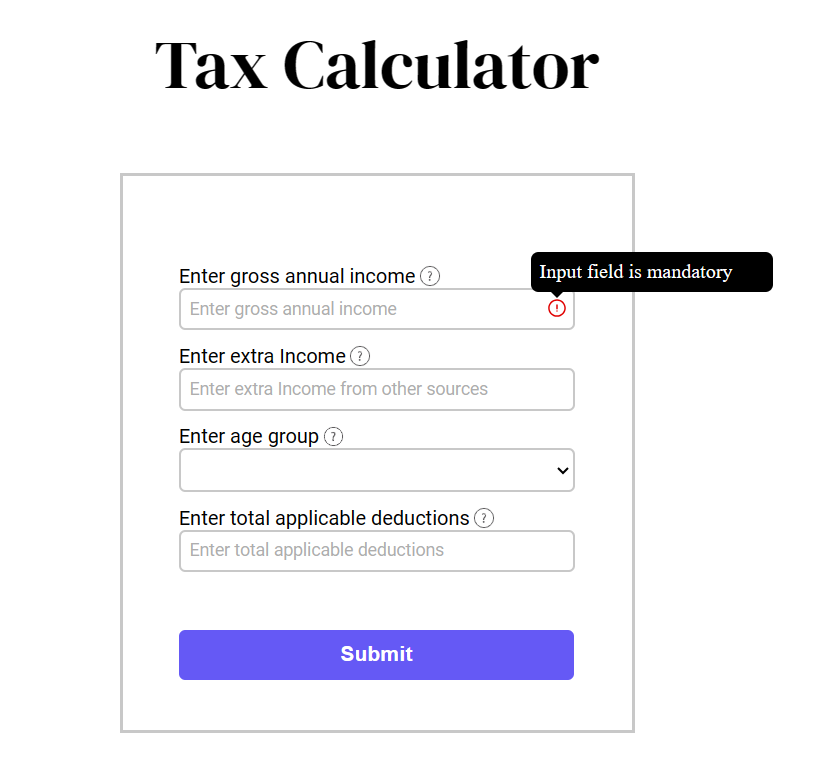 Tax Calculator
Input field is mandatory
Enter gross annual income ?
Enter gross annual income !
Enter extra Income ?
Enter extra Income from other sources
Enter age group ?
Enter total applicable deductions ?
Enter total applicable deductions
Submit